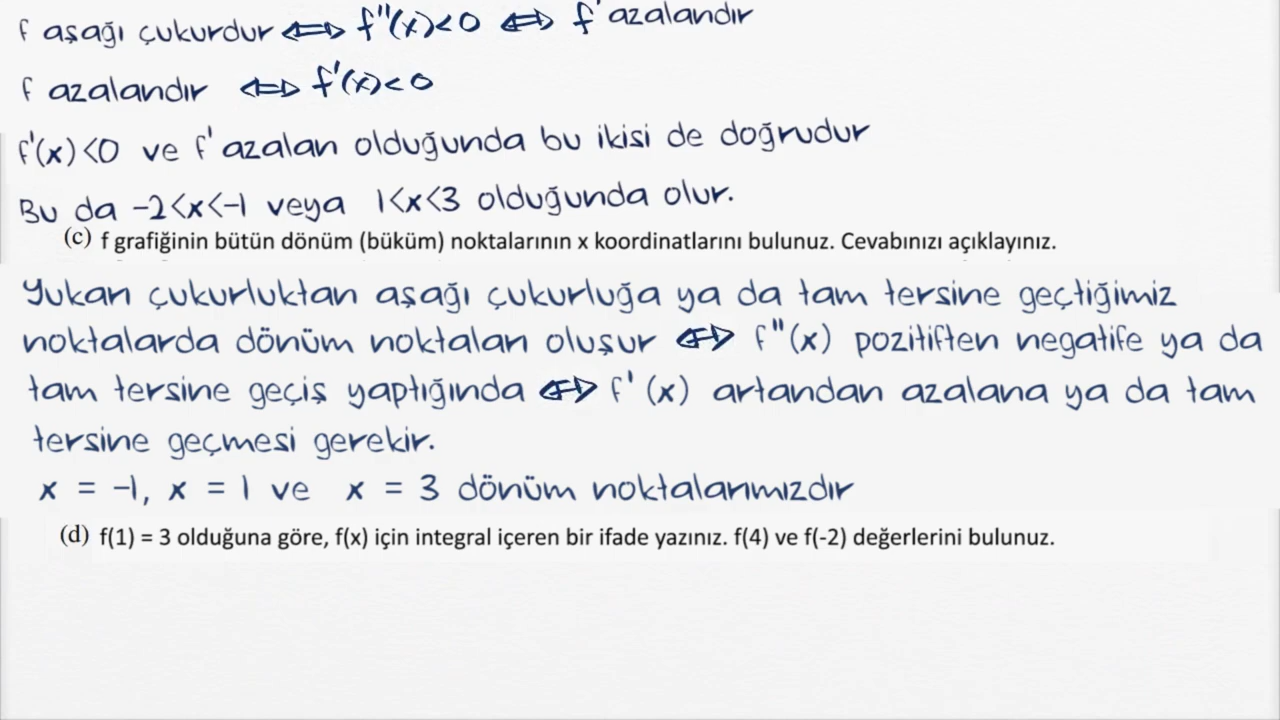 f aşağı çukurdur ⇔ f"(x)<0 ⇔ f' azalandır
f azalandır ⇔ f'(x)<0
f'(x)<0 ve f' azalan olduğunda bu ikisi de doğrudur
Bu da -2<x<-1 veya 1<x<3 olduğunda olur.
(c) f grafiğinin bütün dönüm (büküm) noktalarının x koordinatlarını bulunuz. Cevabınızı açıklayınız.
Yukarı çukurluktan aşağı çukurluğa ya da tam tersine geçtiğimiz
noktalarda dönüm noktaları oluşur ⇔ f"(x) pozitiften negatife ya da
tam tersine geçiş yaptığında ⇔ f'(x) artandan azalana ya da tam
tersine geçmesi gerekir.
x = -1, x = 1 ve x = 3 dönüm noktalarımızdır
(d) f(1) = 3 olduğuna göre, f(x) için integral içeren bir ifade yazınız. f(4) ve f(-2) değerlerini bulunuz.